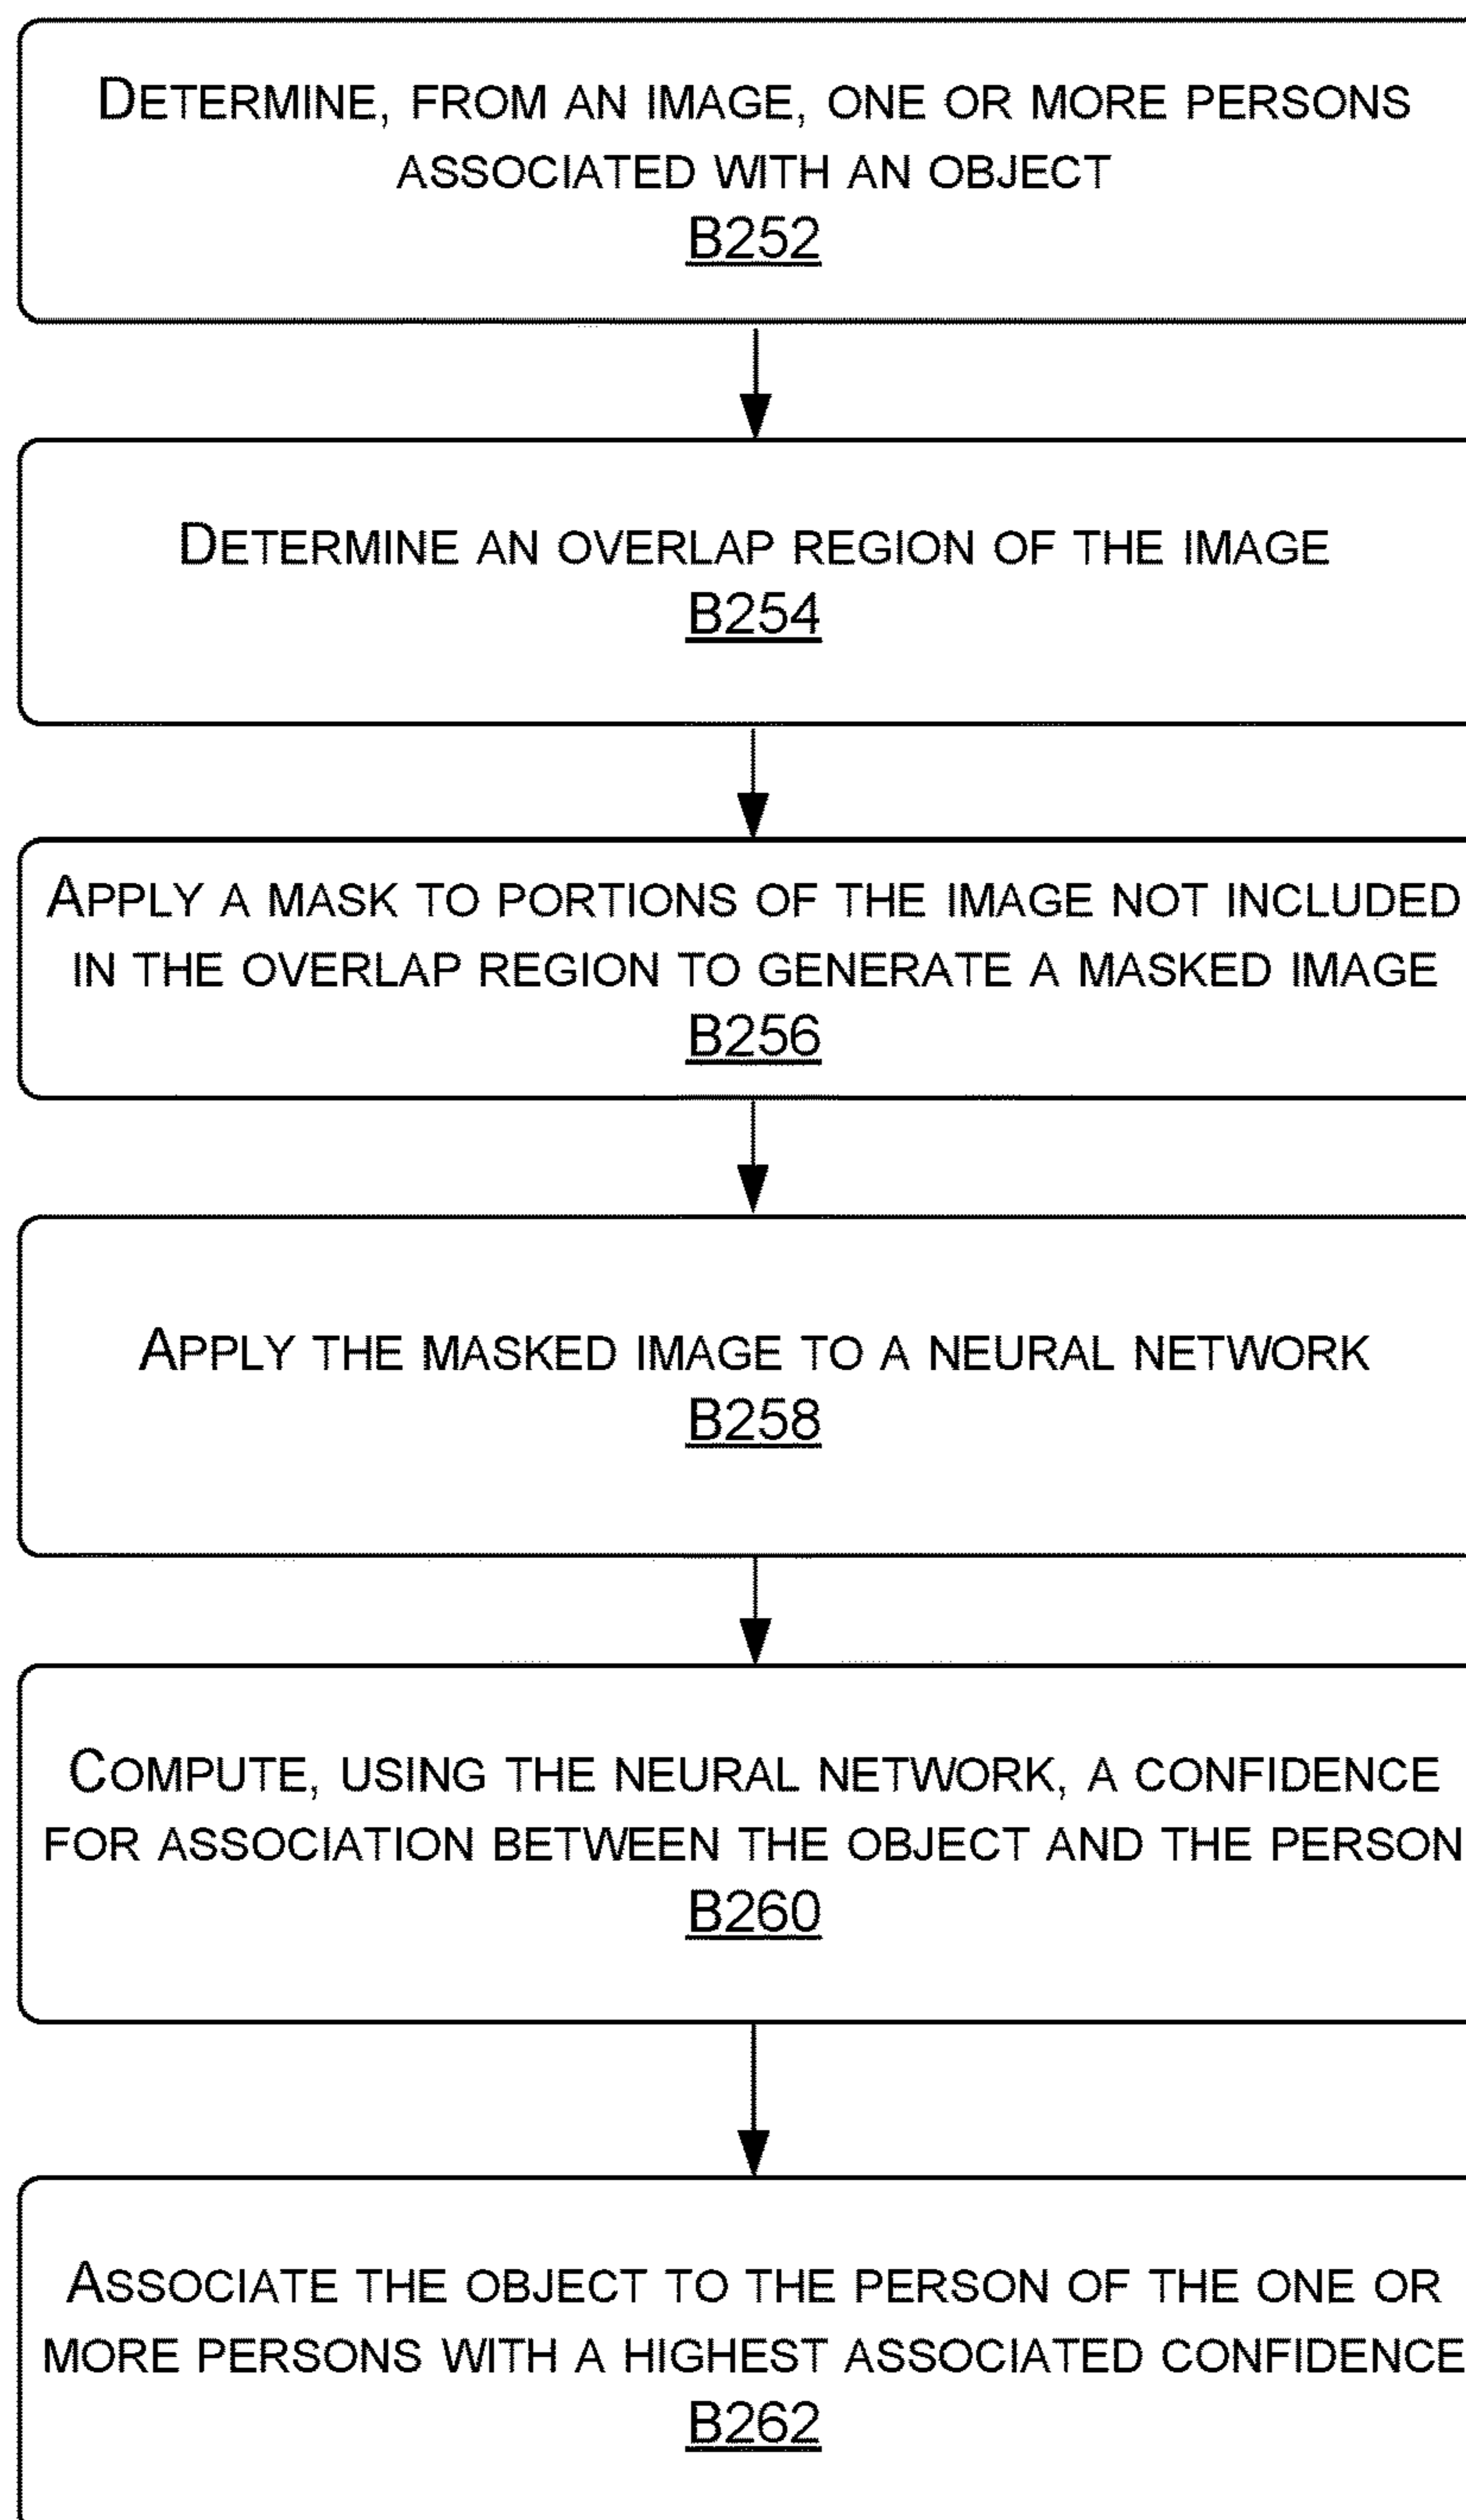 DETERMINE, FROM AN IMAGE, ONE OR MORE PERSONS
ASSOCIATED WITH AN OBJECT
B252
DETERMINE AN OVERLAP REGION OF THE IMAGE
B254
APPLY A MASK TO PORTIONS OF THE IMAGE NOT INCLUDED
IN THE OVERLAP REGION TO GENERATE A MASKED IMAGE
B256
APPLY THE MASKED IMAGE TO A NEURAL NETWORK
B258
COMPUTE, USING THE NEURAL NETWORK, A CONFIDENCE
FOR ASSOCIATION BETWEEN THE OBJECT AND THE PERSON
B260
ASSOCIATE THE OBJECT TO THE PERSON OF THE ONE OR
MORE PERSONS WITH A HIGHEST ASSOCIATED CONFIDENCE
B262